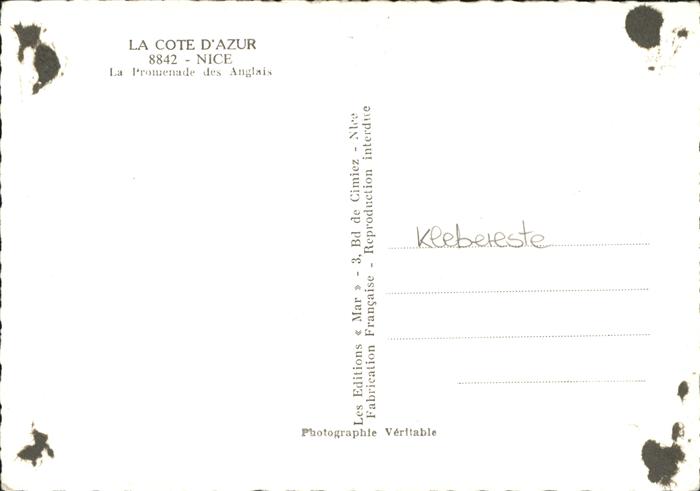 LA COTE D'AZUR
8842 - NICE
La Promenade des Anglais
Les Editions « Mar » - 3, Bd de Cimiez - Nice
Fabrication Française - Reproduction interdite
Klebereste
Photographie Véritable